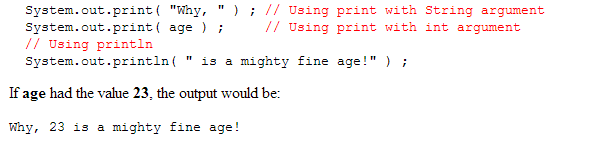 System.out.print( "Why, " ) ; // Using print with String argument
System.out.print( age ) ; // Using print with int argument
// Using println
System.out.println( " is a mighty fine age!" ) ;
If age had the value 23, the output would be:
Why, 23 is a mighty fine age!